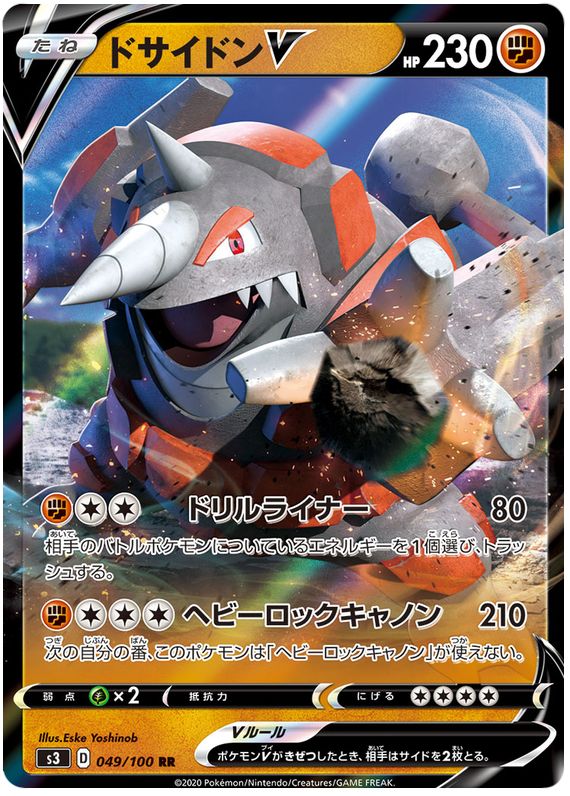 たね ドサイドンV HP230
ドリルライナー 80
相手のバトルポケモンについているエネルギーを1個選び、トラッ
シュする。
ヘビーロックキャノン 210
次の自分の番、このポケモンは「ヘビーロックキャノン」が使えない。
弱点 ×2 抵抗力 にげる
Illus.Eske Yoshinob
Vルール
s3 D 049/100 RR
ポケモンVがきぜつしたとき、相手はサイドを2枚とる。
©2020 Pokémon/Nintendo/Creatures/GAME FREAK.